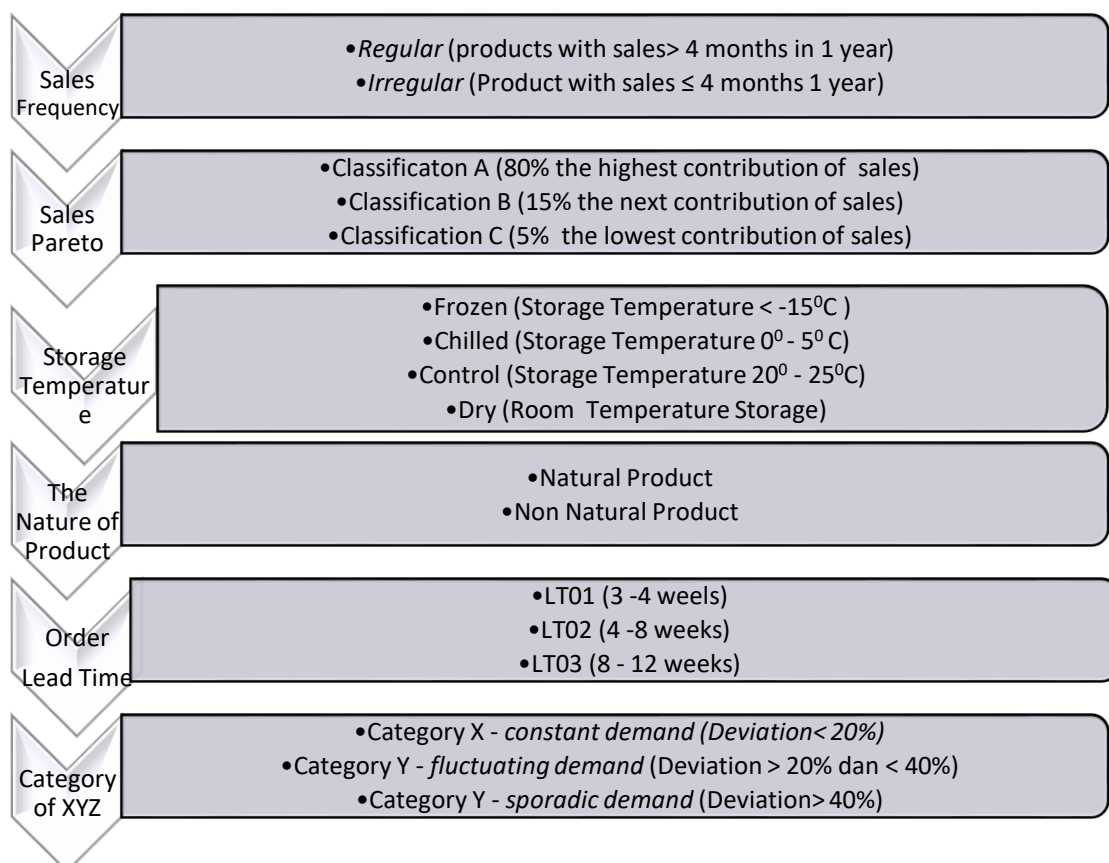 Sales
Frequency
•Regular (products with sales> 4 months in 1 year)
•Irregular (Product with sales ≤ 4 months 1 year)
Sales
Pareto
•Classificaton A (80% the highest contribution of sales)
•Classification B (15% the next contribution of sales)
•Classification C (5% the lowest contribution of sales)
Storage
Temperatur
e
•Frozen (Storage Temperature < -15⁰C )
•Chilled (Storage Temperature 0⁰ - 5⁰ C)
•Control (Storage Temperature 20⁰ - 25⁰C)
•Dry (Room Temperature Storage)
The
Nature of
Product
•Natural Product
•Non Natural Product
Order
Lead Time
•LT01 (3 -4 weels)
•LT02 (4 -8 weeks)
•LT03 (8 - 12 weeks)
Category
of XYZ
•Category X - constant demand (Deviation< 20%)
•Category Y - fluctuating demand (Deviation > 20% dan < 40%)
•Category Y - sporadic demand (Deviation> 40%)